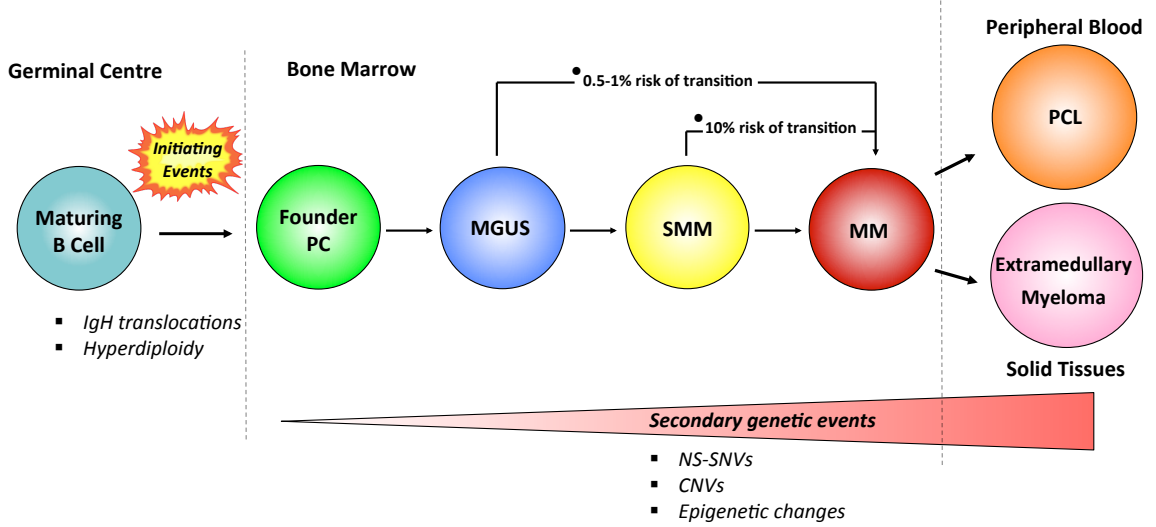 Peripheral Blood
Germinal Centre
Bone Marrow
• 0.5-1% risk of transition
• 10% risk of transition
PCL
Initiating
Events
Maturing
B Cell
Founder
PC
MGUS
SMM
MM
Extramedullary
Myeloma
▪ IgH translocations
▪ Hyperdiploidy
Solid Tissues
Secondary genetic events
▪ NS-SNVs
▪ CNVs
▪ Epigenetic changes